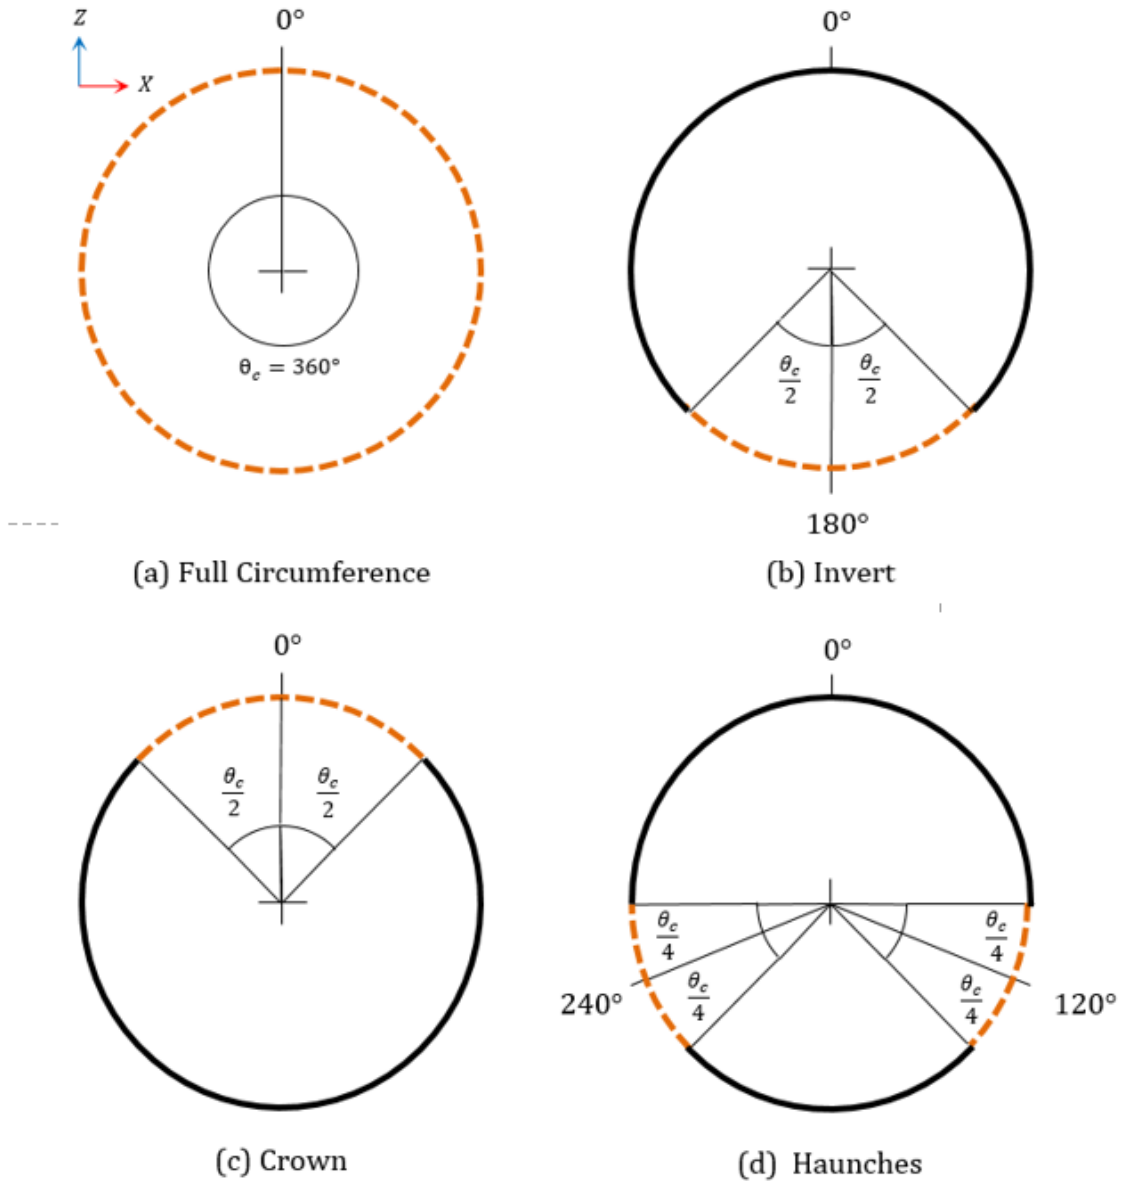 Z
X
0°
θc = 360°
(a) Full Circumference
0°
θc/2 θc/2
180°
(b) Invert
0°
θc/2 θc/2
(c) Crown
0°
θc/4 θc/4
θc/4 θc/4
240° 120°
(d) Haunches